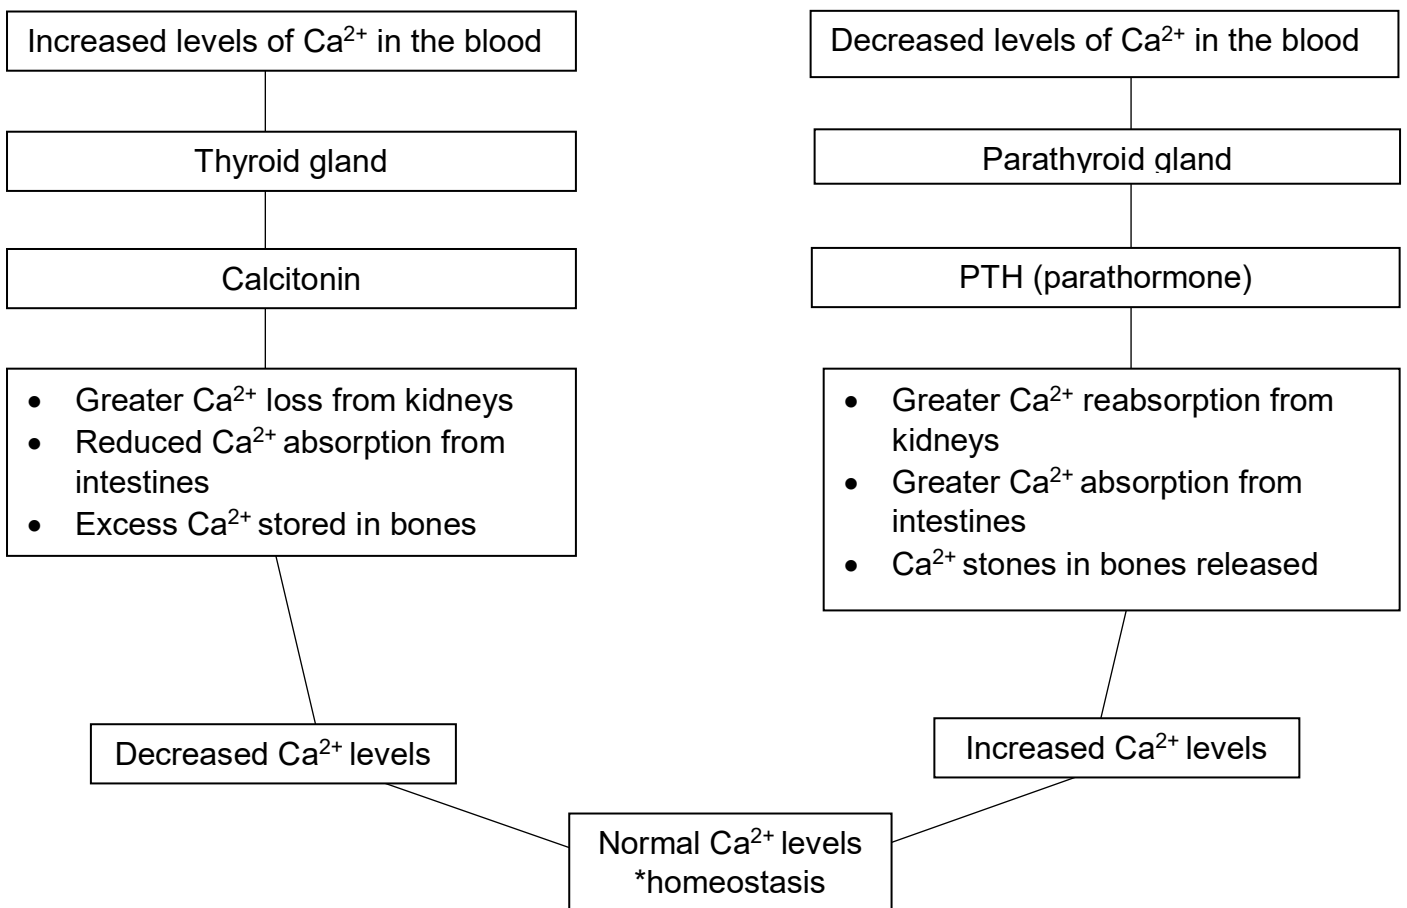 Increased levels of Ca²⁺ in the blood
Thyroid gland
Calcitonin
• Greater Ca²⁺ loss from kidneys
• Reduced Ca²⁺ absorption from
intestines
• Excess Ca²⁺ stored in bones
Decreased Ca²⁺ levels
Decreased levels of Ca²⁺ in the blood
Parathyroid gland
PTH (parathormone)
• Greater Ca²⁺ reabsorption from
kidneys
• Greater Ca²⁺ absorption from
intestines
• Ca²⁺ stones in bones released
Increased Ca²⁺ levels
Normal Ca²⁺ levels
*homeostasis